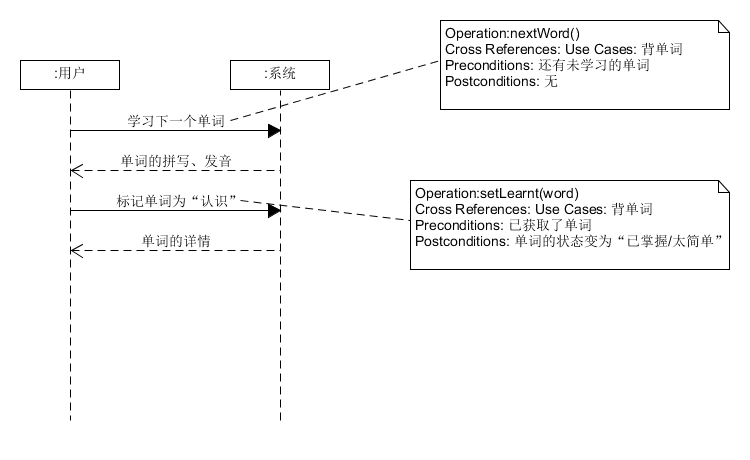 Operation:nextWord()
Cross References: Use Cases: 背单词
Preconditions: 还有未学习的单词
Postconditions: 无
:用户
:系统
学习下一个单词
单词的拼写、发音
标记单词为“认识”
单词的详情
Operation:setLearnt(word)
Cross References: Use Cases: 背单词
Preconditions: 已获取了单词
Postconditions: 单词的状态变为“已掌握/太简单”